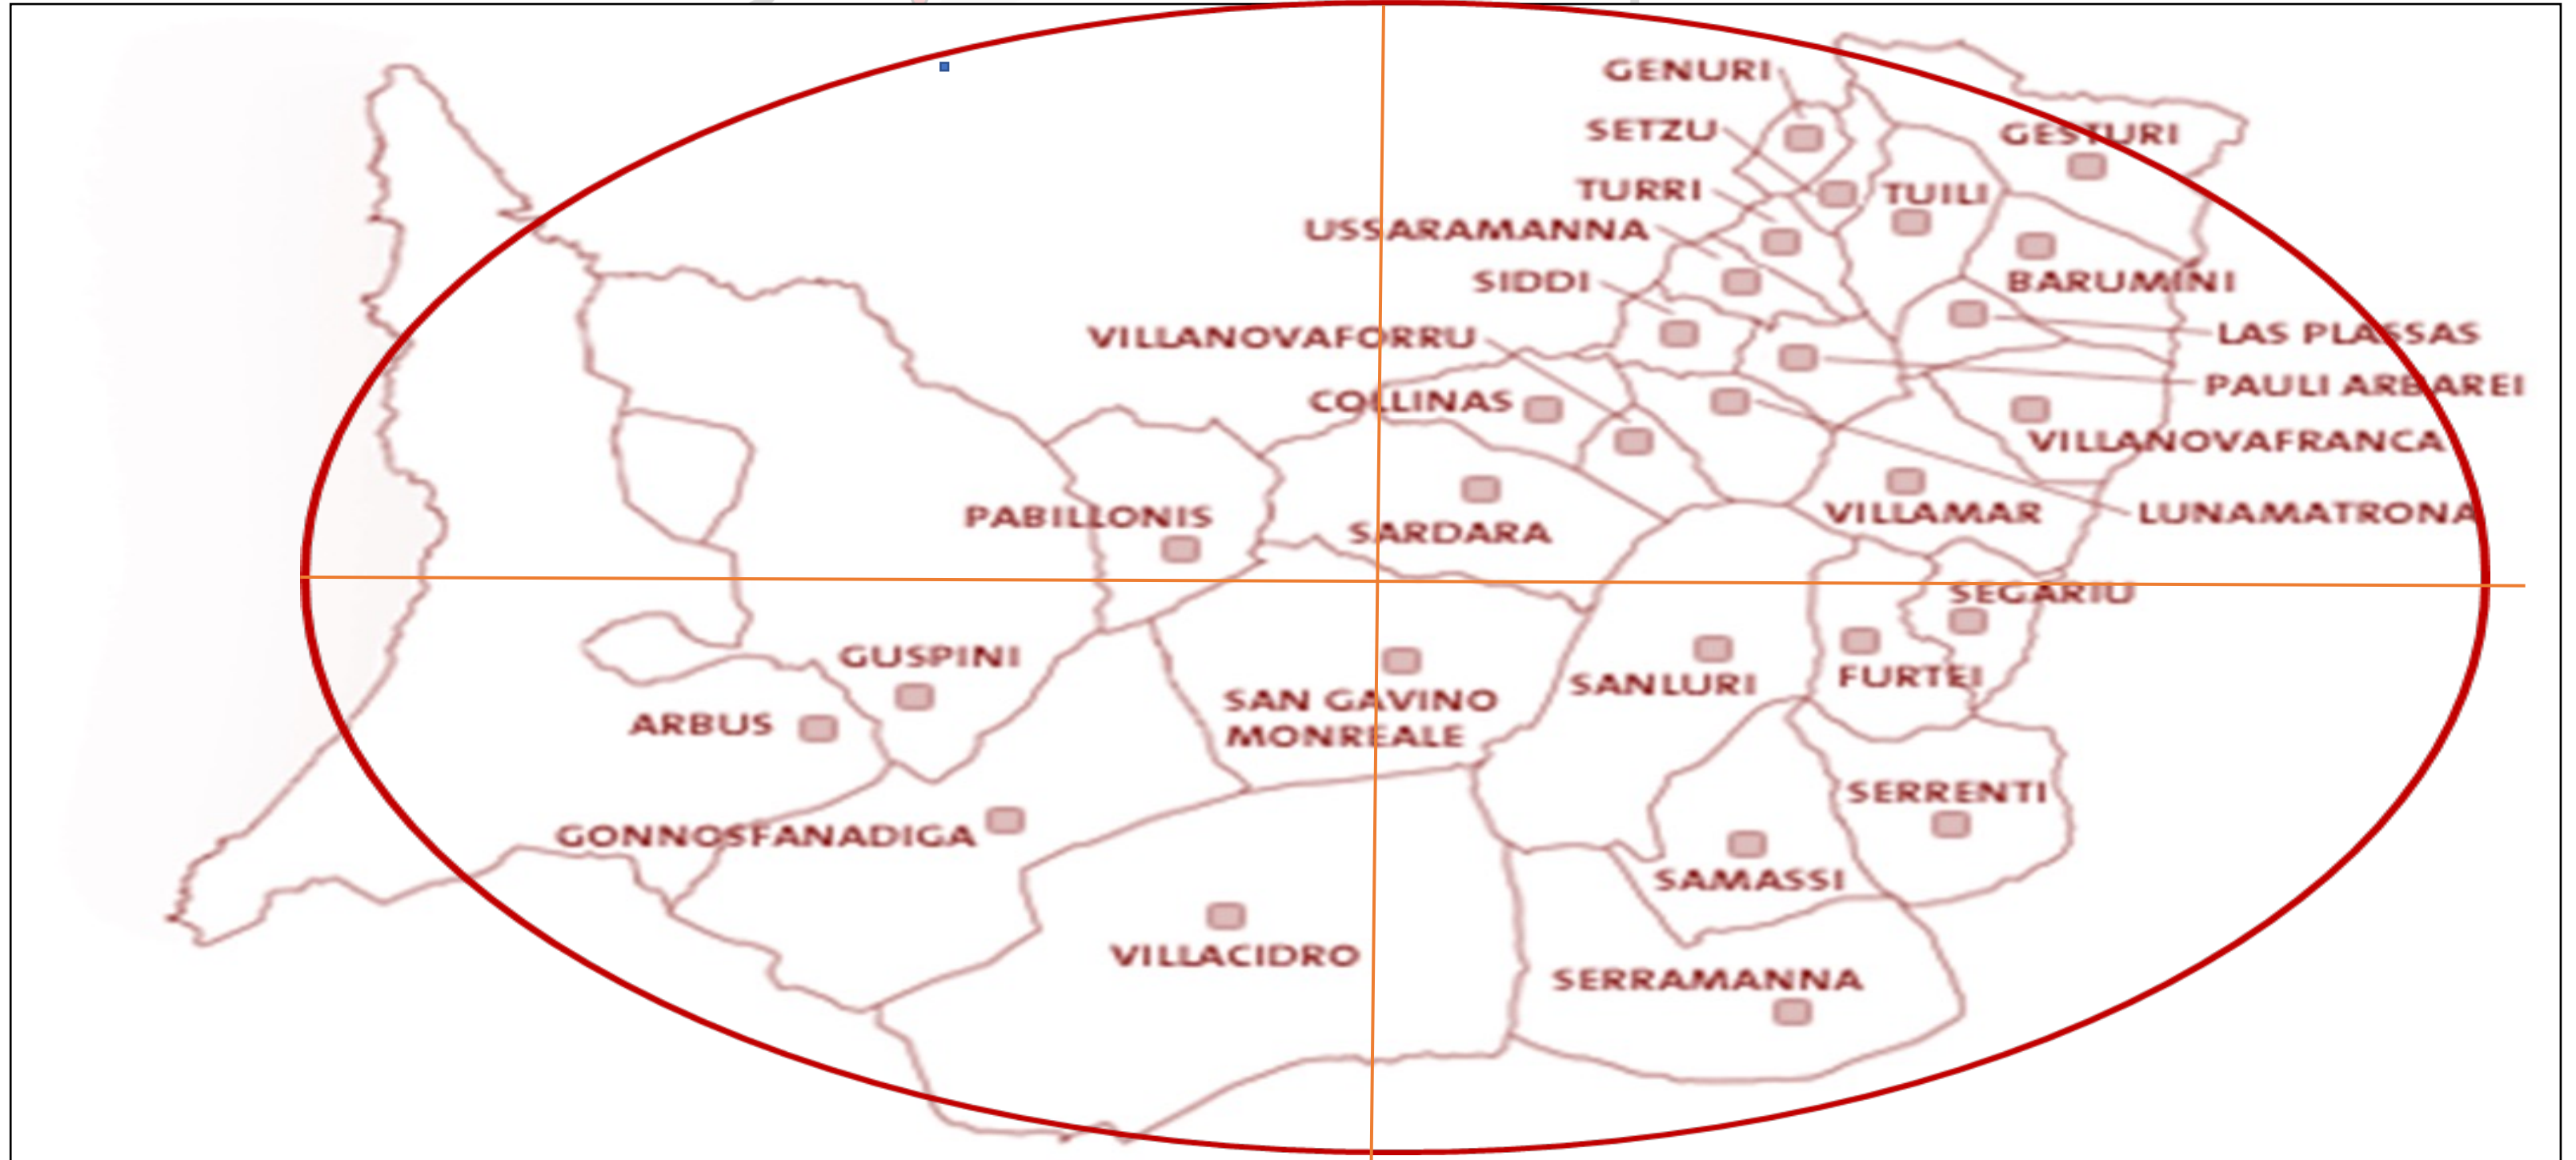 GENURI
SETZU
GESTURI
TURRI
TUILI
USSARAMANNA
SIDDI
BARUMINI
VILLANOVAFORRU
LAS PLASSAS
PAULI ARBAREI
COLLINAS
VILLANOVAFRANCA
PABILLONIS
SARDARA
VILLAMAR
LUNAMATRONA
SEGARIU
GUSPINI
SANLURI
FURTEI
SAN GAVINO
MONREALE
ARBUS
SERRENTI
GONNOSFANADIGA
SAMASSI
VILLACIDRO
SERRAMANNA